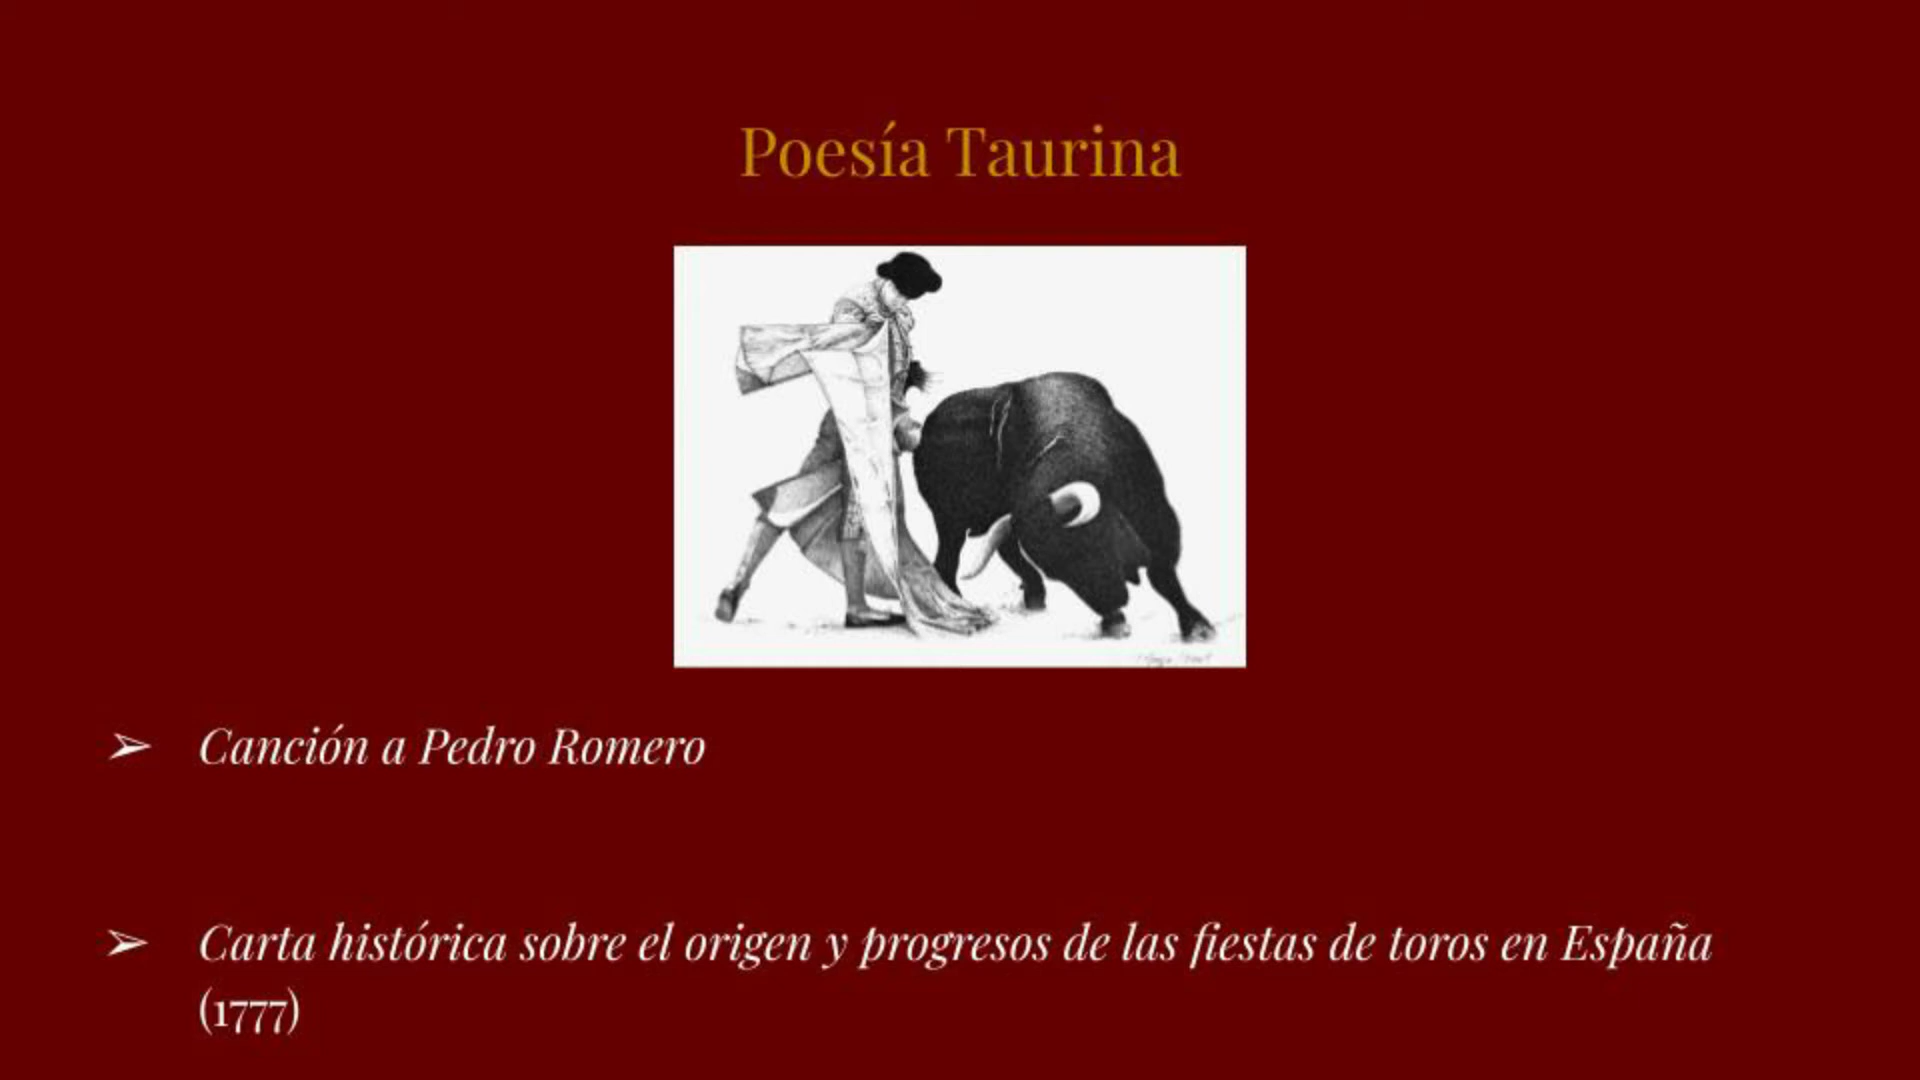 Poesía Taurina
➢ Canción a Pedro Romero
➢ Carta histórica sobre el origen y progresos de las fiestas de toros en España
(1777)